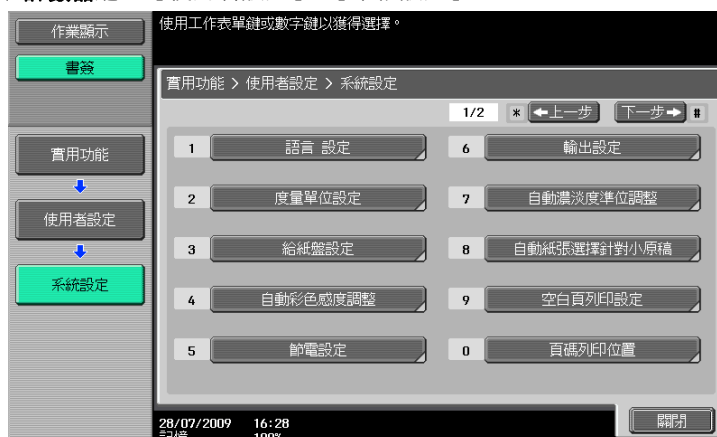 作業顯示
使用工作表單鍵或數字鍵以獲得選擇。
書簽
實用功能 > 使用者設定 > 系統設定
1/2 * ←上一步 下一步→ #
實用功能
使用者設定
系統設定
1 語言 設定
2 度量單位設定
3 給紙盤設定
4 自動彩色感度調整
5 節電設定
6 輸出設定
7 自動濃淡度準位調整
8 自動紙張選擇針對小原稿
9 空白頁列印設定
0 頁碼列印位置
28/07/2009 16:28
關閉